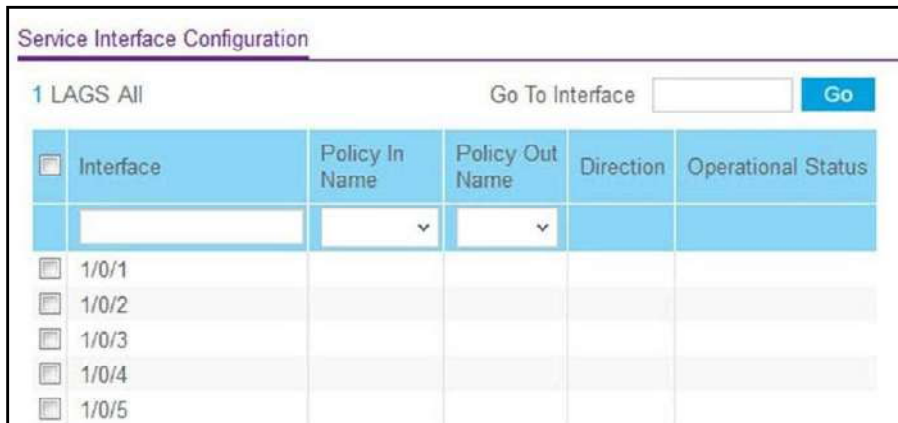 Service Interface Configuration
1 LAGS All Go To Interface Go
Interface Policy In Name Policy Out Name Direction Operational Status
1/0/1
1/0/2
1/0/3
1/0/4
1/0/5